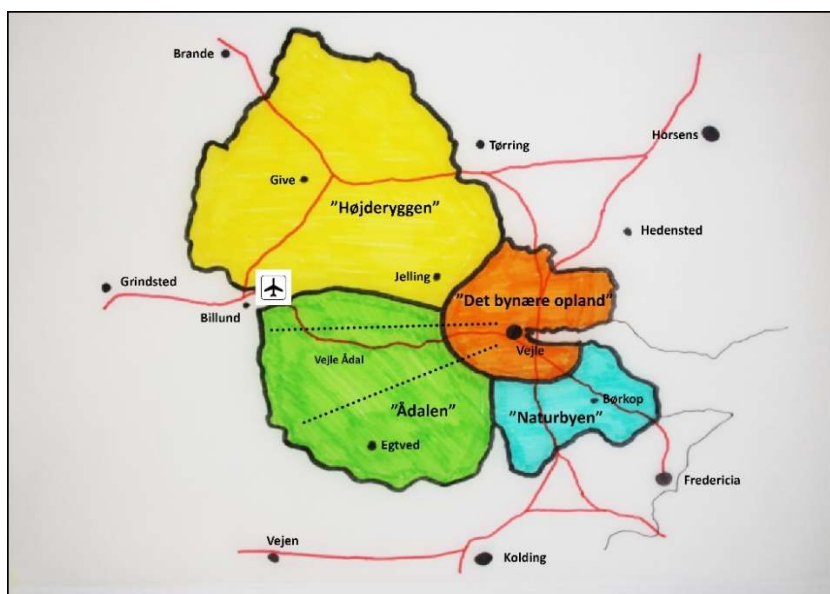 Brande
Tørring
Horsens
Give
"Højderyggen"
Hedensted
Jelling
Grindsted
"Det bynære opland"
Billund
Vejle
Vejle Ådal
"Ådalen"
"Naturbyen"
Børkop
Egtved
Fredericia
Vejen
Kolding